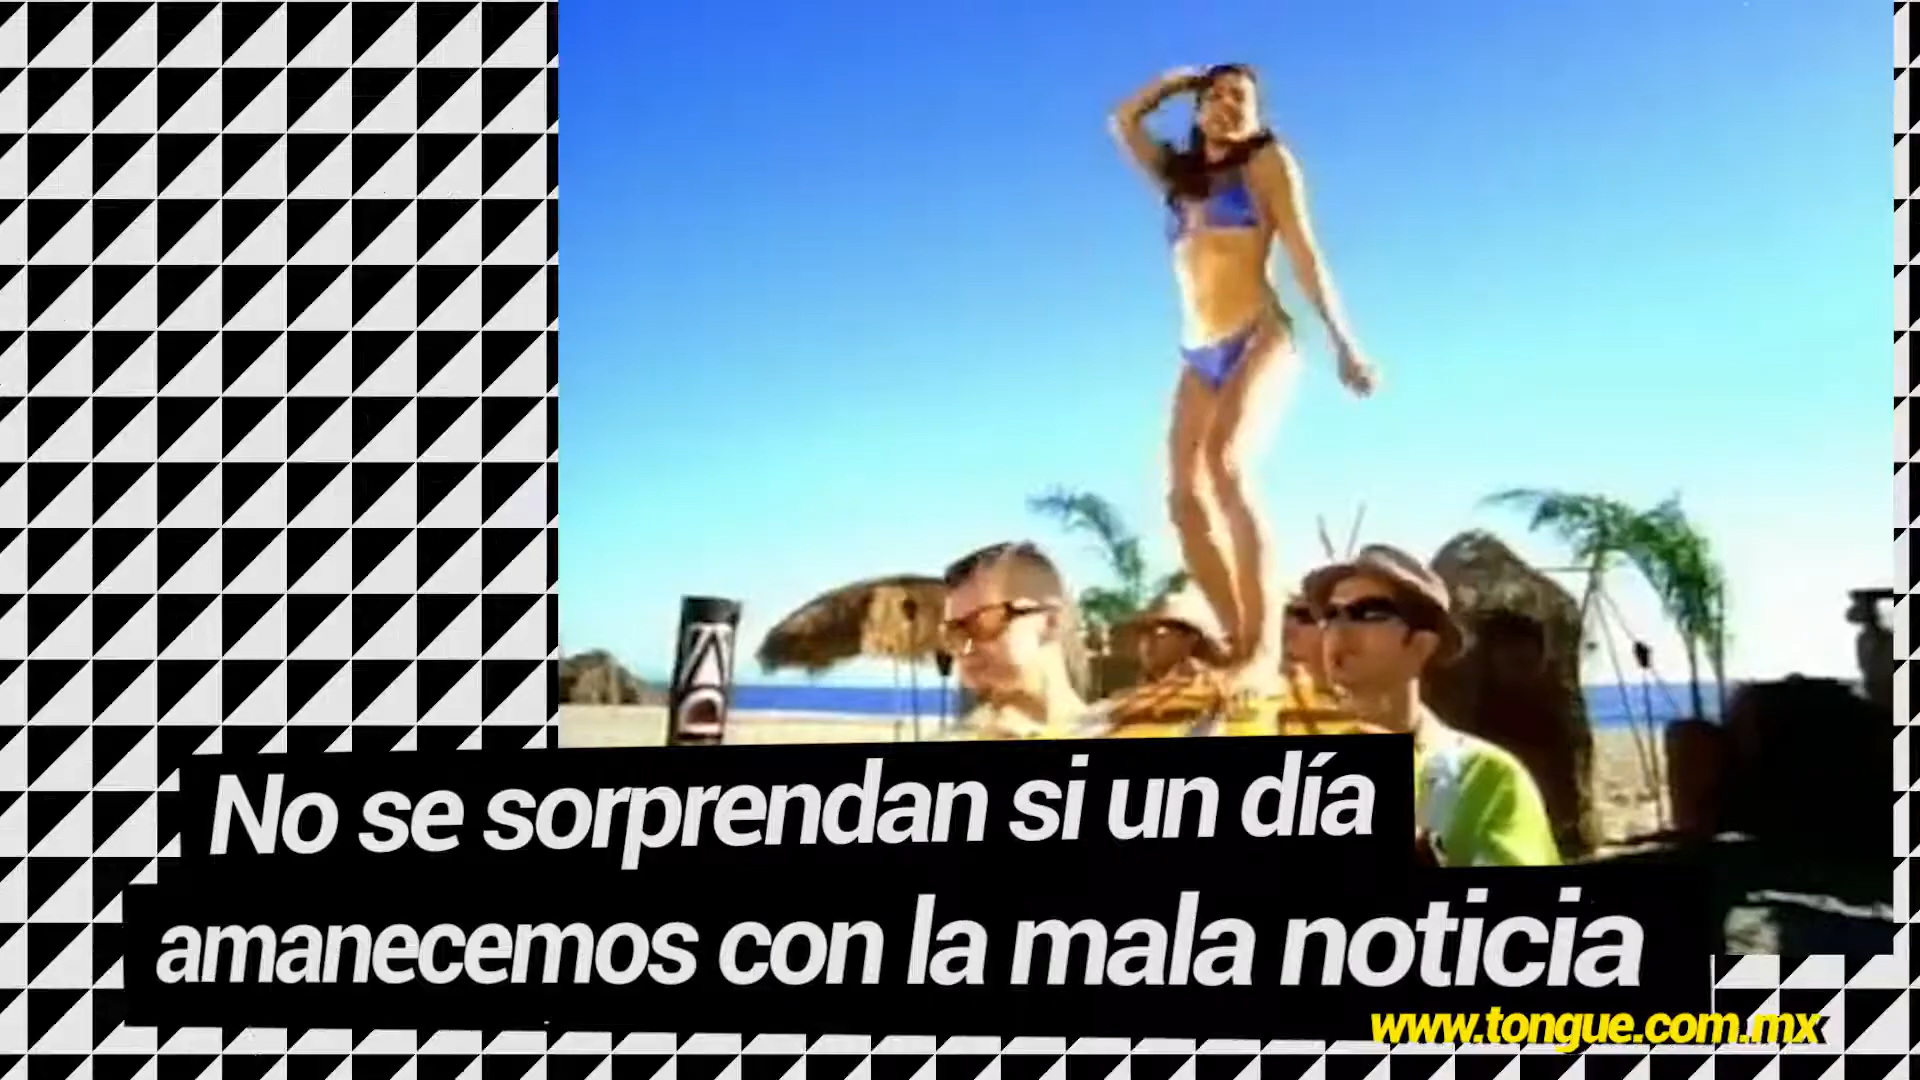 No se sorprendan si un día
amanecemos con la mala noticia
www.tongue.com.mx